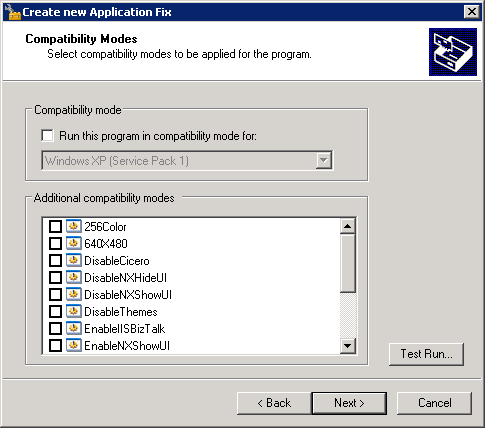 Create new Application Fix
Compatibility Modes
Select compatibility modes to be applied for the program.
Compatibility mode
Run this program in compatibility mode for:
Windows XP (Service Pack 1)
Additional compatibility modes
256Color
640X480
DisableCicero
DisableNXHideUI
DisableNXShowUI
DisableThemes
EnableIISBizTalk
EnableNXShowUI
Test Run...
< Back
Next >
Cancel